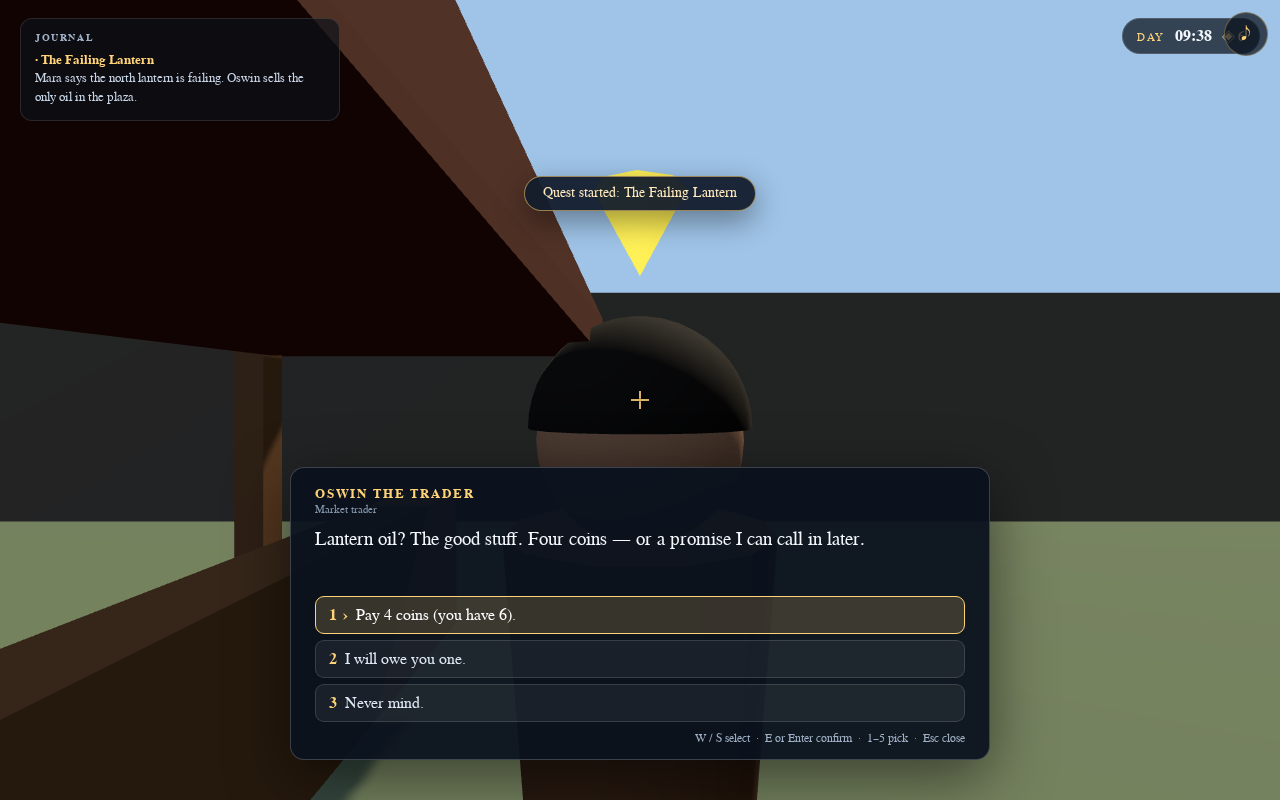 JOURNAL
· The Failing Lantern
Mara says the north lantern is failing. Oswin sells the
only oil in the plaza.
DAY 09:38
Quest started: The Failing Lantern
OSWIN THE TRADER
Market trader
Lantern oil? The good stuff. Four coins — or a promise I can call in later.
1 › Pay 4 coins (you have 6).
2 I will owe you one.
3 Never mind.
W / S select · E or Enter confirm · 1–5 pick · Esc close